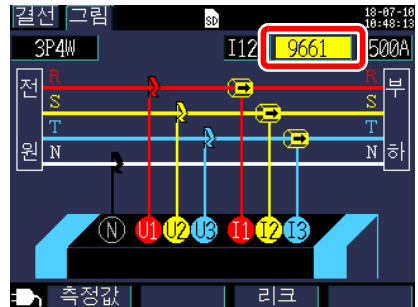 결선 그림 SD 18-07-10
10:48:13
3P4W I12 9661 500A
전 R R 부
S S
T T
원 N N 하
N U1 U2 U3 I1 I2 I3
측정값 리크